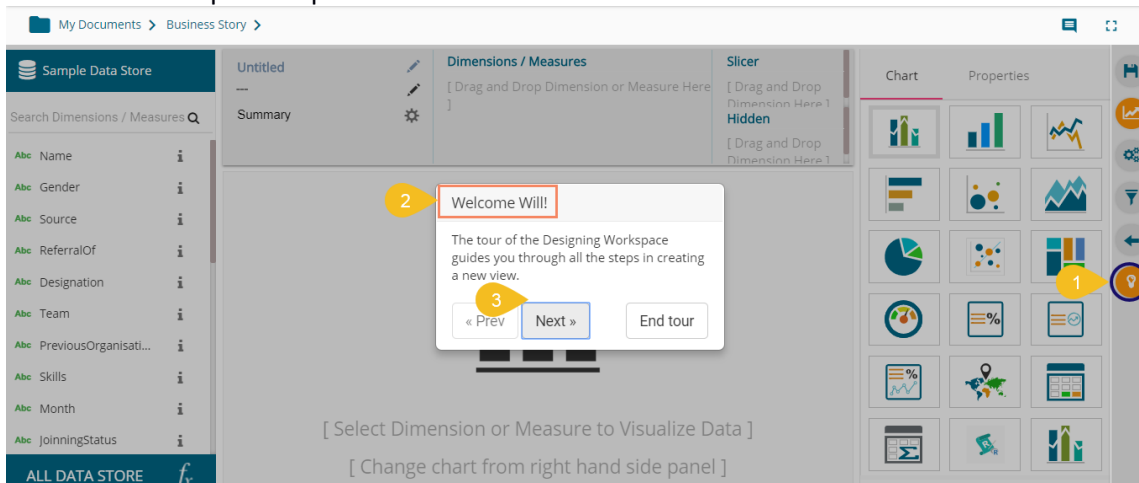 My Documents > Business Story >
Sample Data Store
Search Dimensions / Measures
Abc Name i
Abc Gender i
Abc Source i
Abc ReferralOf i
Abc Designation i
Abc Team i
Abc PreviousOrganisati... i
Abc Skills i
Abc Month i
Abc JoinningStatus i
ALL DATA STORE fx
Untitled
---
Summary
Dimensions / Measures
[ Drag and Drop Dimension or Measure Here
]
Slicer
[ Drag and Drop
Dimension Here ]
Hidden
[ Drag and Drop
Dimension Here ]
2
Welcome Will!
The tour of the Designing Workspace
guides you through all the steps in creating
a new view.
3
« Prev Next » End tour
[ Select Dimension or Measure to Visualize Data ]
[ Change chart from right hand side panel ]
Chart Properties
1
%
%